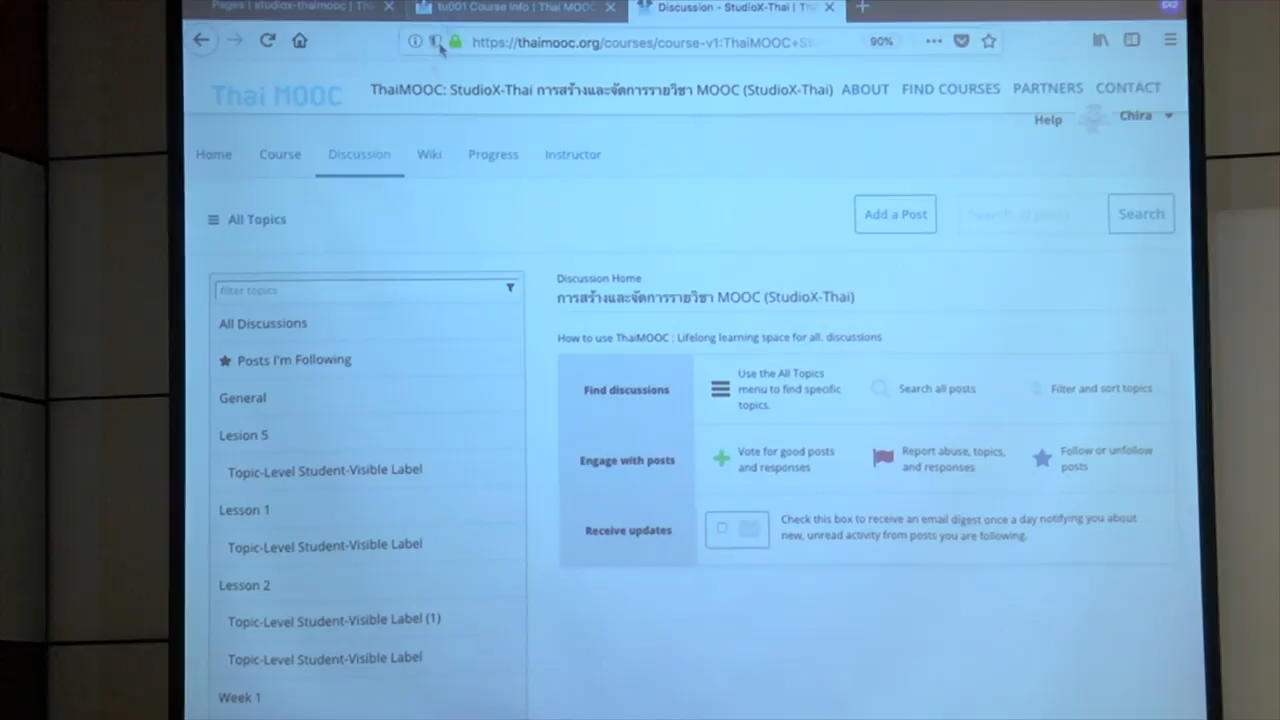 Pages | studiox-thaimooc | Th
tu001 Course Info | Thai MOOC
Discussion - StudioX-Thai | Th
https://thaimooc.org/courses/course-v1:ThaiMOOC+S
90%
Thai MOOC
ThaiMOOC: StudioX-Thai การสร้างและจัดการรายวิชา MOOC (StudioX-Thai)
ABOUT FIND COURSES PARTNERS CONTACT
Help Chira
Home Course Discussion Wiki Progress Instructor
All Topics
Add a Post
Search all posts
Search
filter topics
All Discussions
Posts I'm Following
General
Lesion 5
Topic-Level Student-Visible Label
Lesson 1
Topic-Level Student-Visible Label
Lesson 2
Topic-Level Student-Visible Label (1)
Topic-Level Student-Visible Label
Week 1
Discussion Home
การสร้างและจัดการรายวิชา MOOC (StudioX-Thai)
How to use ThaiMOOC : Lifelong learning space for all. discussions
Find discussions
Use the All Topics
menu to find specific
topics.
Search all posts
Filter and sort topics
Engage with posts
Vote for good posts
and responses
Report abuse, topics,
and responses
Follow or unfollow
posts
Receive updates
Check this box to receive an email digest once a day notifying you about
new, unread activity from posts you are following.